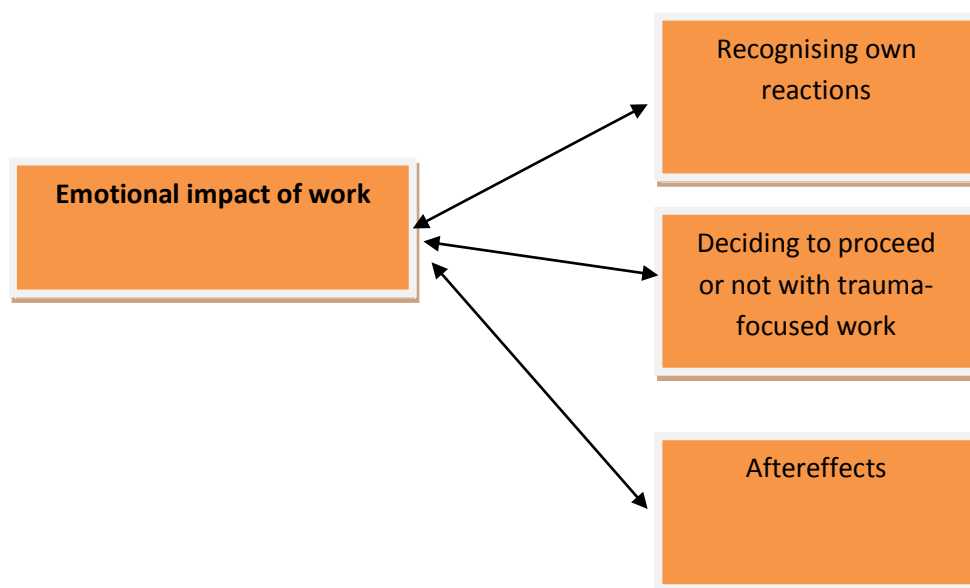 Emotional impact of work
Recognising own
reactions
Deciding to proceed
or not with trauma-
focused work
Aftereffects